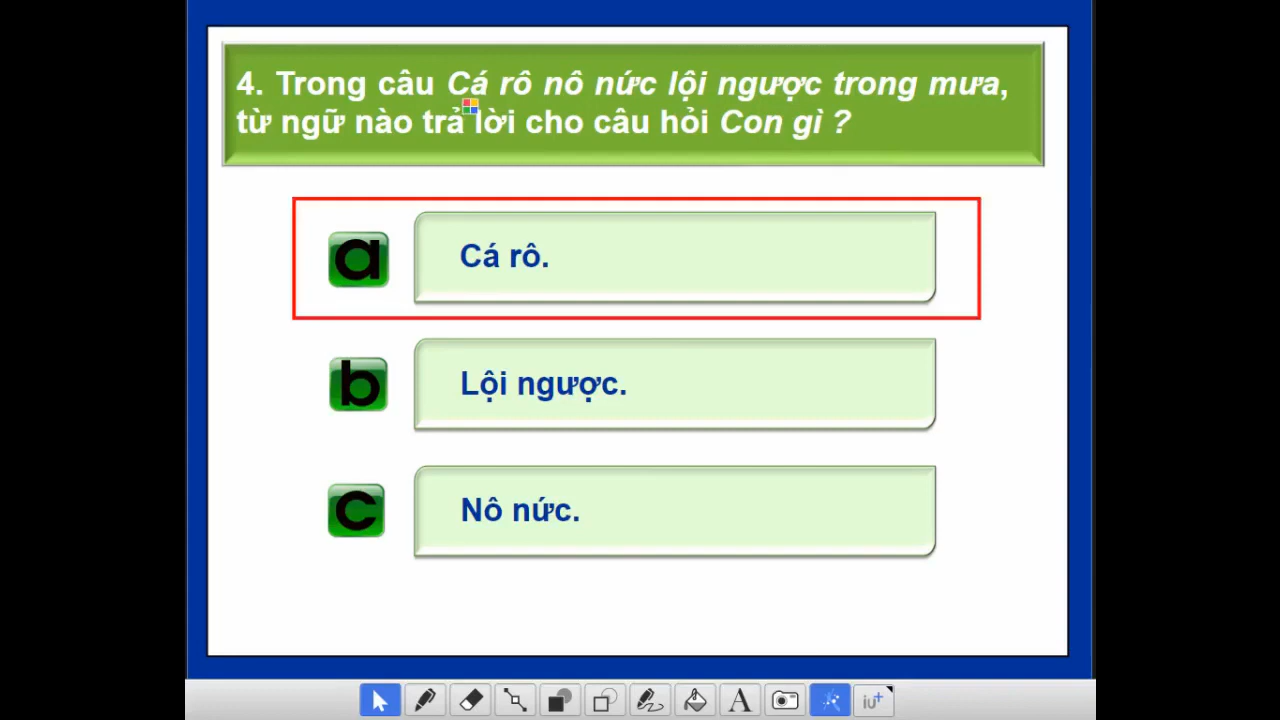 4. Trong câu Cá rô nô nức lội ngược trong mưa,
từ ngữ nào trả lời cho câu hỏi Con gì ?
a Cá rô.
b Lội ngược.
c Nô nức.
A iu+